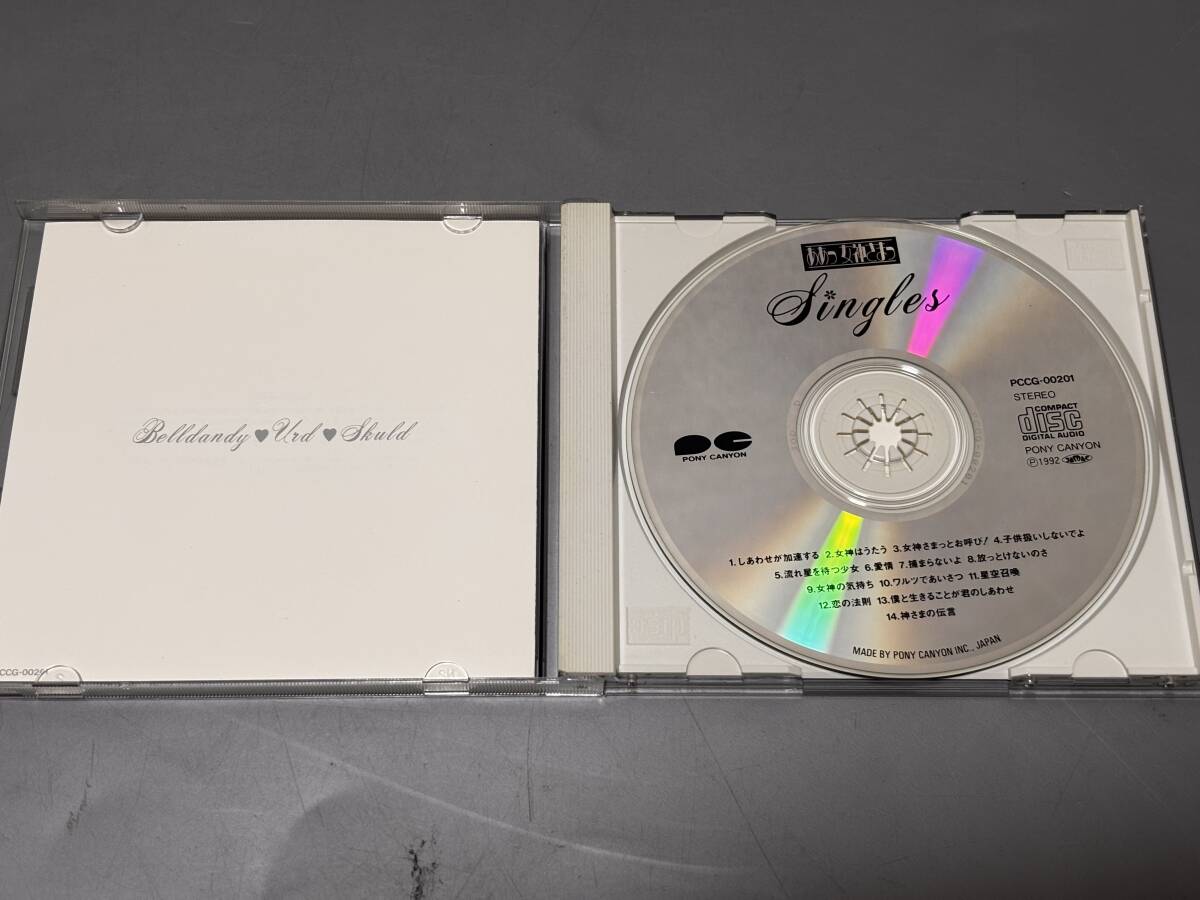 Belldandy♥Urd♥Skuld
ああっ女神さまっ
Singles
PCCG-00201
STEREO
COMPACT
disc
DIGITAL AUDIO
PONY CANYON
Ⓟ1992
PONY CANYON
1.しあわせが加速する 2.女神はうたう 3.女神さまっとお呼び! 4.子供扱いしないでよ
5.流れ星を待つ少女 6.愛情 7.捕まらないよ 8.放っとけないのさ
9.女神の気持ち 10.ワルツであいさつ 11.星空召喚
12.恋の法則 13.僕と生きることが君のしあわせ
14.神さまの伝言
MADE BY PONY CANYON INC., JAPAN